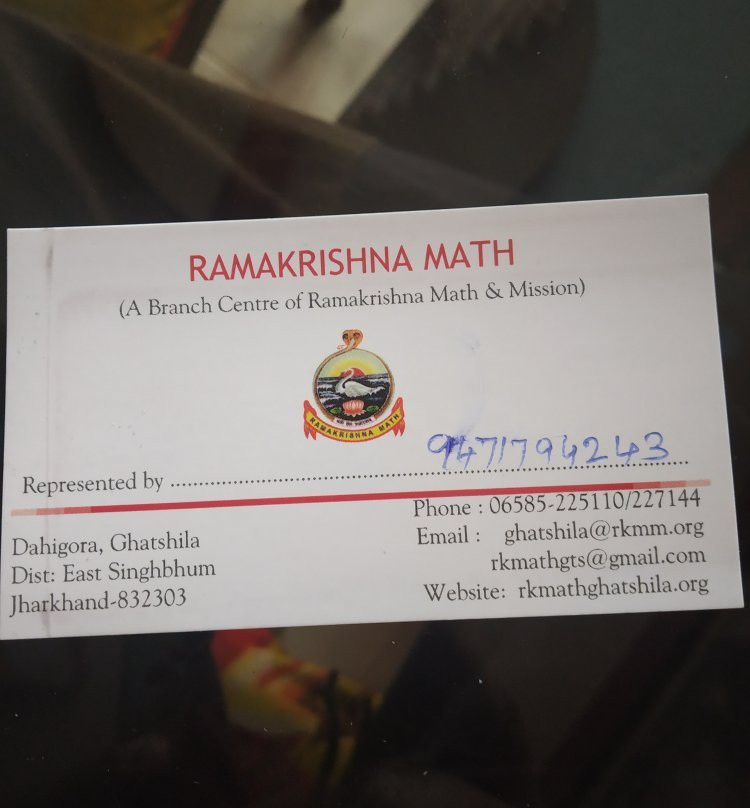 RAMAKRISHNA MATH
(A Branch Centre of Ramakrishna Math & Mission)
RAMAKRISHNA MATH
9471794243
Represented by ........................................................................
Dahigora, Ghatshila
Dist: East Singhbhum
Jharkhand-832303
Phone : 06585-225110/227144
Email : ghatshila@rkmm.org
rkmathgts@gmail.com
Website: rkmathghatshila.org